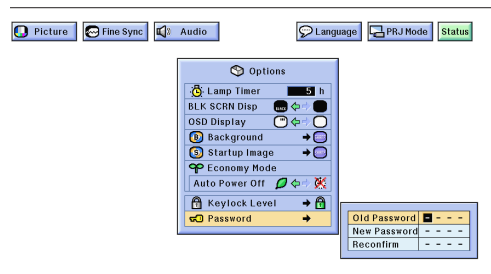 Picture Fine Sync Audio Language PRJ Mode Status
Options
Lamp Timer 5 h
BLK SCRN Disp
OSD Display
Background
Startup Image
Economy Mode
Auto Power Off
Keylock Level
Password
Old Password - - - -
New Password - - - -
Reconfirm - - - -